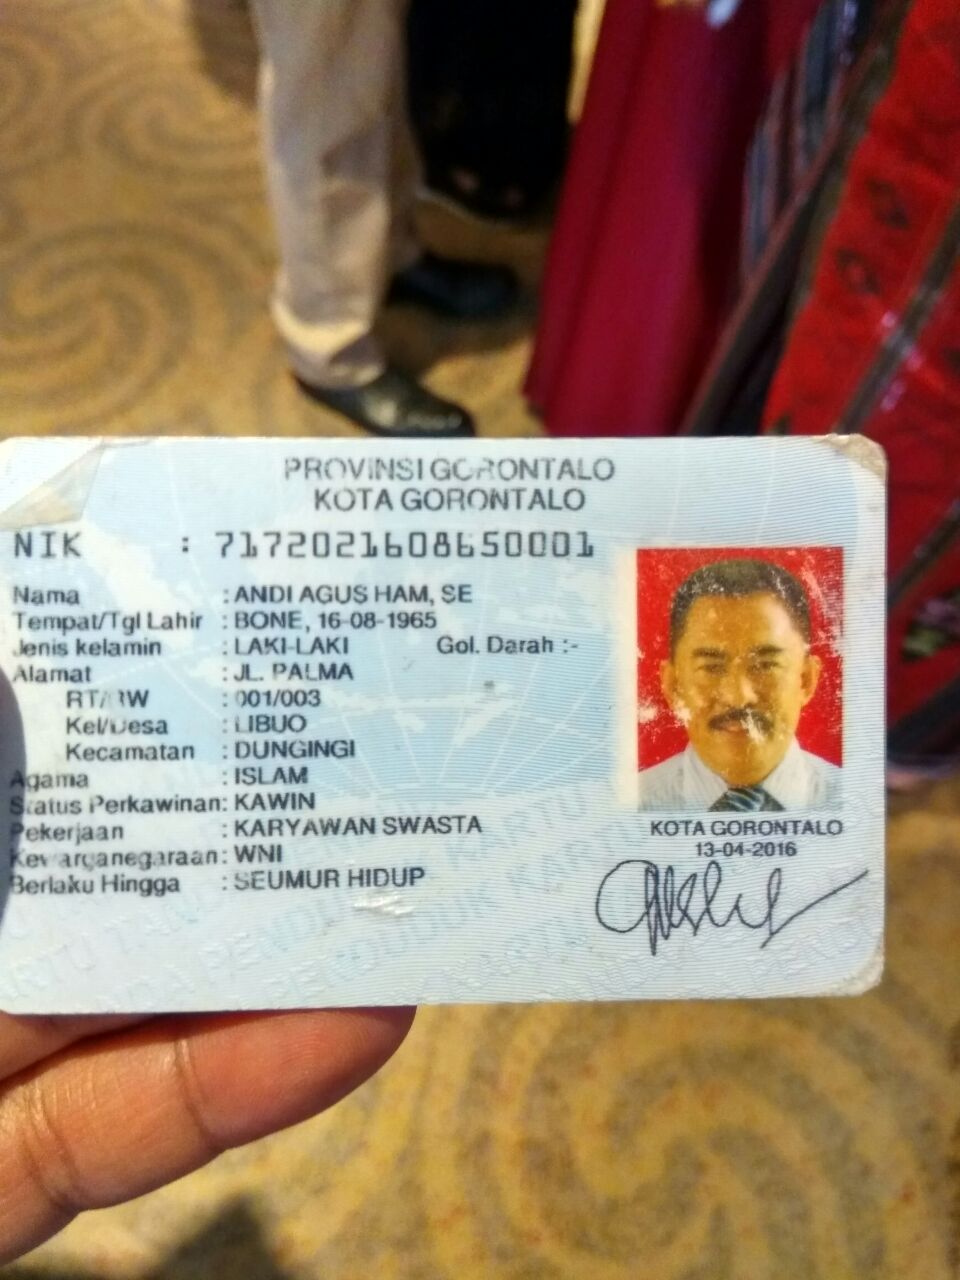 PROVINSI GORONTALO
KOTA GORONTALO
NIK : 7172021608650001
Nama : ANDI AGUS HAM, SE
Tempat/Tgl Lahir : BONE, 16-08-1965
Jenis kelamin : LAKI-LAKI Gol. Darah :-
Alamat : JL. PALMA
RT/RW : 001/003
Kel/Desa : LIBUO
Kecamatan : DUNGINGI
Agama : ISLAM
Status Perkawinan: KAWIN
Pekerjaan : KARYAWAN SWASTA
Kewarganegaraan: WNI
Berlaku Hingga : SEUMUR HIDUP
KOTA GORONTALO
13-04-2016